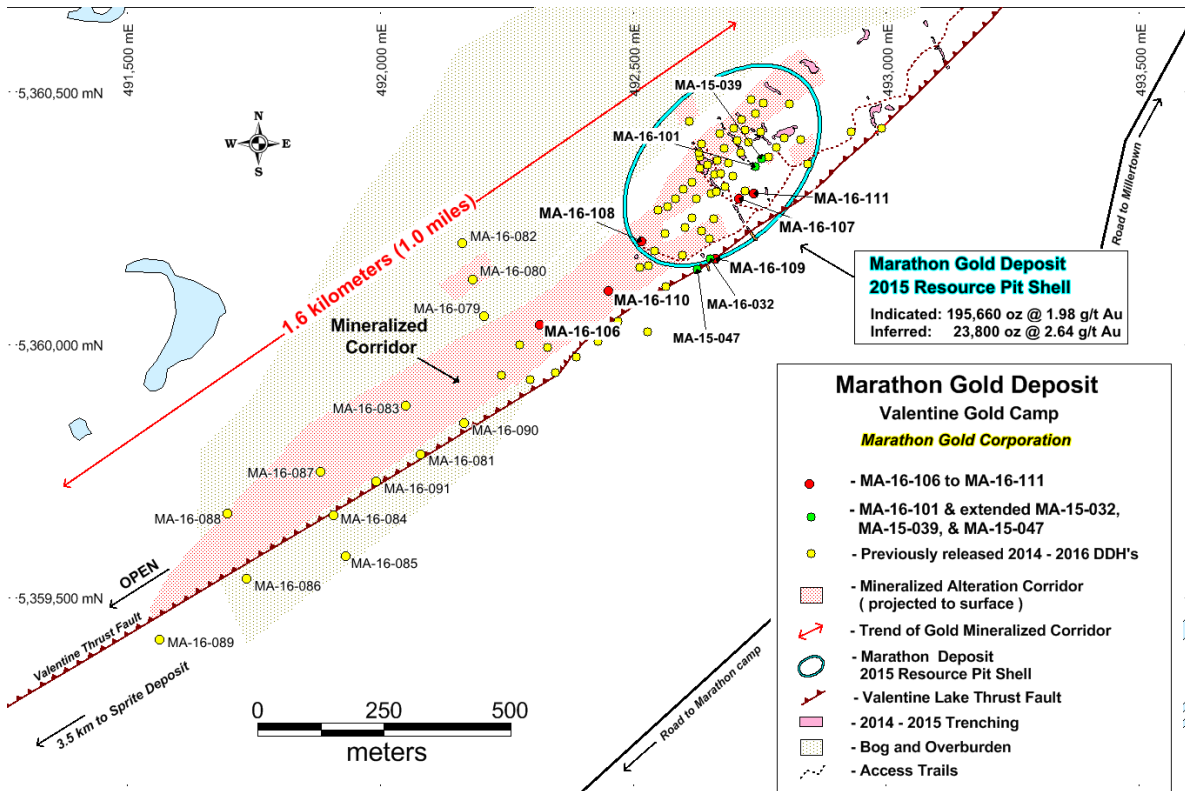 491,500 mE
492,000 mE
492,500 mE
493,000 mE
493,500 mE
5,360,500 mN
MA-15-039
MA-16-101
N
W E
S
MA-16-111
MA-16-108
MA-16-107
Road to Millertown
MA-16-082
1.6 kilometers (1.0 miles)
MA-16-080
MA-16-109
Marathon Gold Deposit
2015 Resource Pit Shell
Indicated: 195,660 oz @ 1.98 g/t Au
Inferred: 23,800 oz @ 2.64 g/t Au
MA-16-110
MA-16-032
MA-16-079
Mineralized
Corridor
MA-16-106
MA-15-047
5,360,000 mN
MA-16-083
MA-16-090
MA-16-081
MA-16-087
MA-16-091
MA-16-088
MA-16-084
MA-16-085
OPEN
MA-16-086
5,359,500 mN
Valentine Thrust Fault
MA-16-089
3.5 km to Sprite Deposit
Road to Marathon camp
0 250 500
meters
Marathon Gold Deposit
Valentine Gold Camp
Marathon Gold Corporation
- MA-16-106 to MA-16-111
- MA-16-101 & extended MA-15-032,
MA-15-039, & MA-15-047
- Previously released 2014 - 2016 DDH's
- Mineralized Alteration Corridor
( projected to surface )
- Trend of Gold Mineralized Corridor
- Marathon Deposit
2015 Resource Pit Shell
- Valentine Lake Thrust Fault
- 2014 - 2015 Trenching
- Bog and Overburden
- Access Trails